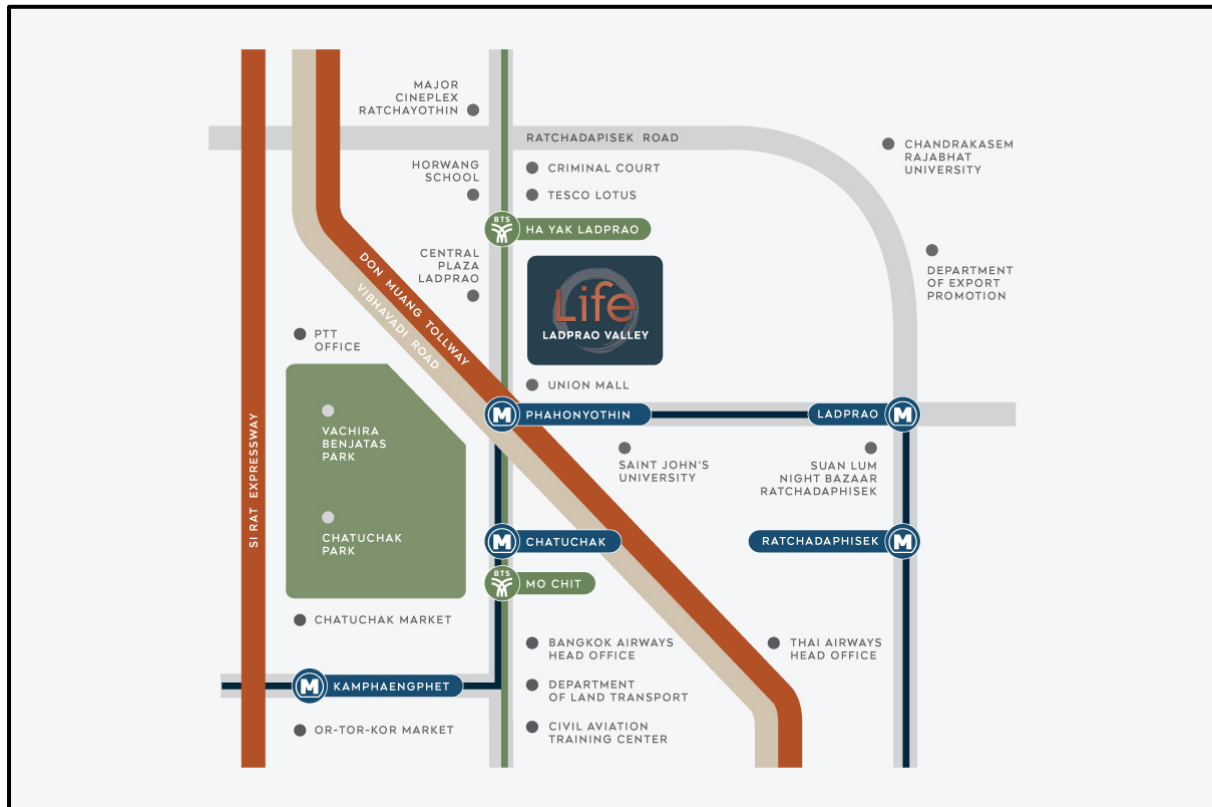 MAJOR
CINEPLEX
RATCHAYOTHIN
RATCHADAPISEK ROAD
CHANDRAKASEM
RAJABHAT
UNIVERSITY
HORWANG
SCHOOL
CRIMINAL COURT
TESCO LOTUS
BTS
HA YAK LADPRAO
CENTRAL
PLAZA
LADPRAO
DON MUANG TOLLWAY
VIBHAVADI ROAD
Life
LADPRAO VALLEY
DEPARTMENT
OF EXPORT
PROMOTION
PTT
OFFICE
UNION MALL
M PHAHONYOTHIN
LADPRAO M
VACHIRA
BENJATAS
PARK
SI RAT EXPRESSWAY
SAINT JOHN'S
UNIVERSITY
SUAN LUM
NIGHT BAZAAR
RATCHADAPHISEK
CHATUCHAK
PARK
M CHATUCHAK
RATCHADAPHISEK M
BTS
MO CHIT
CHATUCHAK MARKET
BANGKOK AIRWAYS
HEAD OFFICE
THAI AIRWAYS
HEAD OFFICE
M KAMPHAENGPHET
DEPARTMENT
OF LAND TRANSPORT
OR-TOR-KOR MARKET
CIVIL AVIATION
TRAINING CENTER